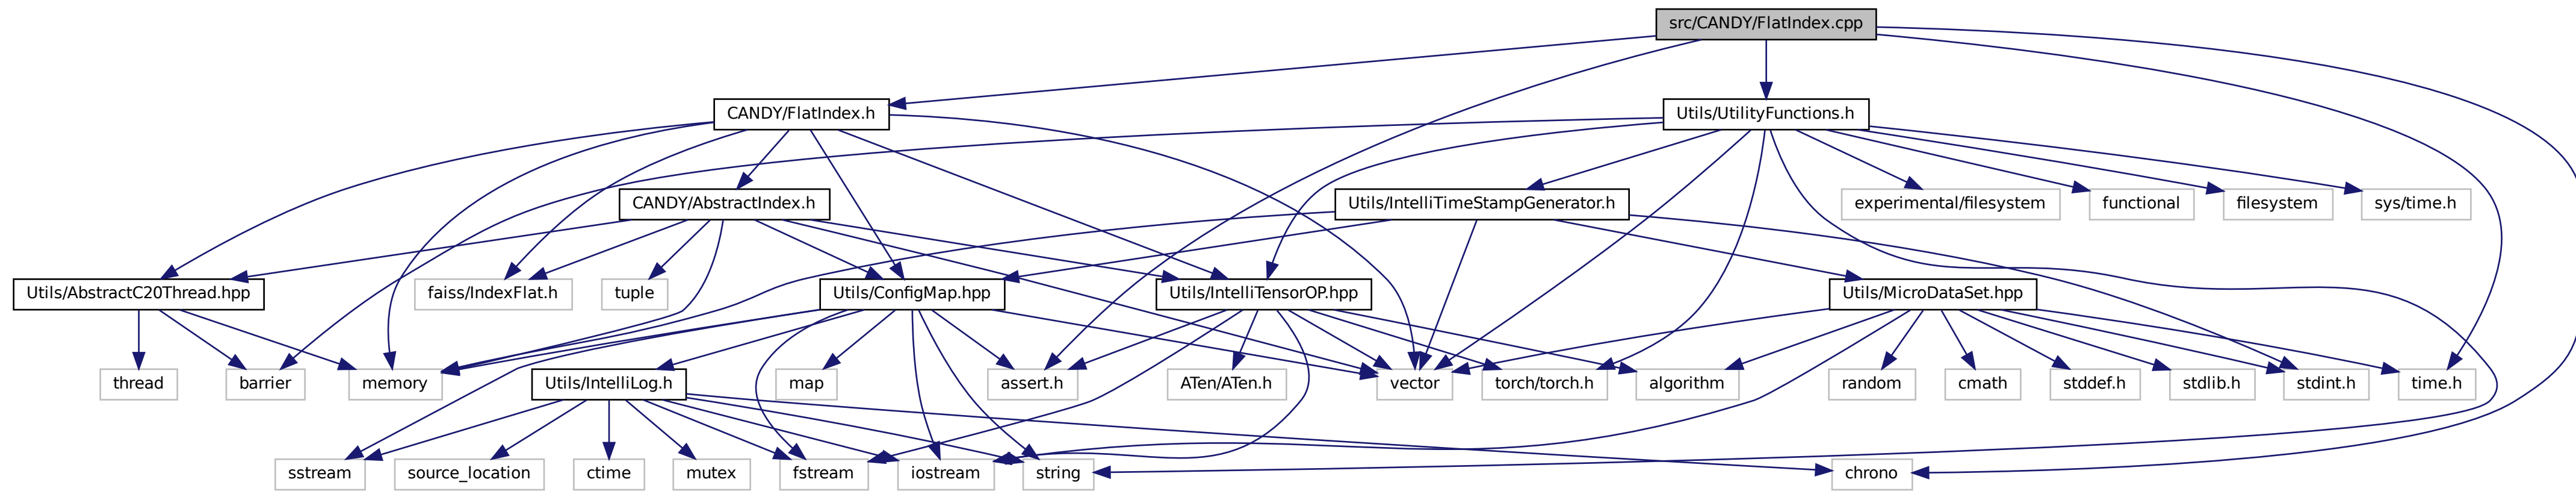 src/CANDY/FlatIndex.cpp
CANDY/FlatIndex.h
Utils/UtilityFunctions.h
CANDY/AbstractIndex.h
Utils/IntelliTimeStampGenerator.h
experimental/filesystem
functional
filesystem
sys/time.h
Utils/AbstractC20Thread.hpp
faiss/IndexFlat.h
tuple
Utils/ConfigMap.hpp
Utils/IntelliTensorOP.hpp
Utils/MicroDataSet.hpp
thread
barrier
memory
Utils/IntelliLog.h
map
assert.h
ATen/ATen.h
vector
torch/torch.h
algorithm
random
cmath
stddef.h
stdlib.h
stdint.h
time.h
sstream
source_location
ctime
mutex
fstream
iostream
string
chrono